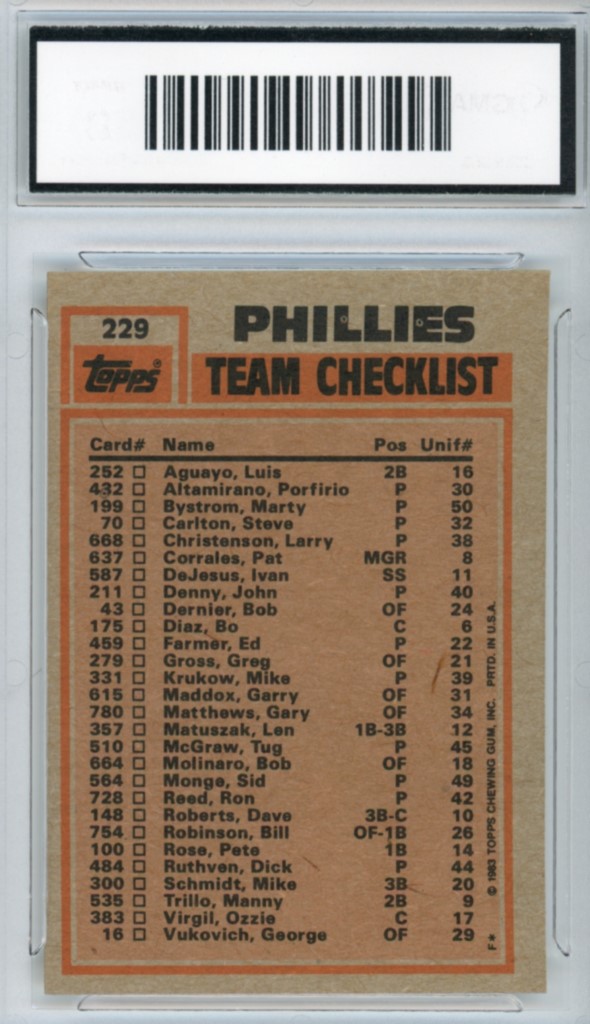 229
PHILLIES
topps
TEAM CHECKLIST
Card# Name Pos Unif#
252 Aguayo, Luis 2B 16
432 Altamirano, Porfirio P 30
199 Bystrom, Marty P 50
70 Carlton, Steve P 32
668 Christenson, Larry P 38
637 Corrales, Pat MGR 8
587 DeJesus, Ivan SS 11
211 Denny, John P 40
43 Dernier, Bob OF 24
175 Diaz, Bo C 6
459 Farmer, Ed P 22
279 Gross, Greg OF 21
331 Krukow, Mike P 39
615 Maddox, Garry OF 31
780 Matthews, Gary OF 34
357 Matuszak, Len 1B-3B 12
510 McGraw, Tug P 45
664 Molinaro, Bob OF 18
564 Monge, Sid P 49
728 Reed, Ron P 42
148 Roberts, Dave 3B-C 10
754 Robinson, Bill OF-1B 26
100 Rose, Pete 1B 14
484 Ruthven, Dick P 44
300 Schmidt, Mike 3B 20
535 Trillo, Manny 2B 9
383 Virgil, Ozzie C 17
16 Vukovich, George OF 29
F* © 1983 TOPPS CHEWING GUM, INC. PRTD. IN U.S.A.